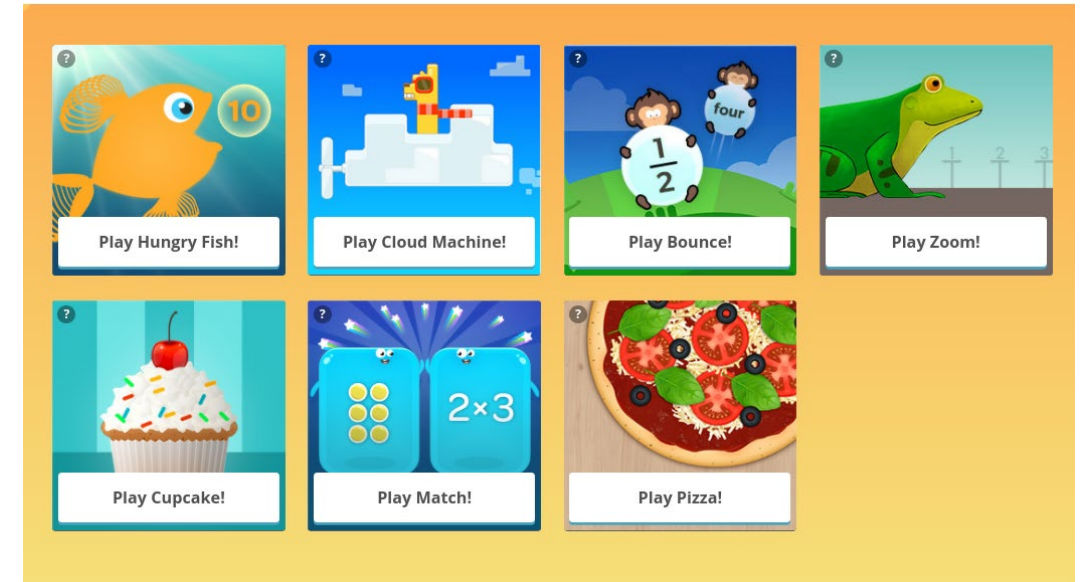 ?
10
Play Hungry Fish!
?
Play Cloud Machine!
?
1
2
four
Play Bounce!
?
1 2 3
Play Zoom!
?
Play Cupcake!
?
2×3
Play Match!
?
Play Pizza!